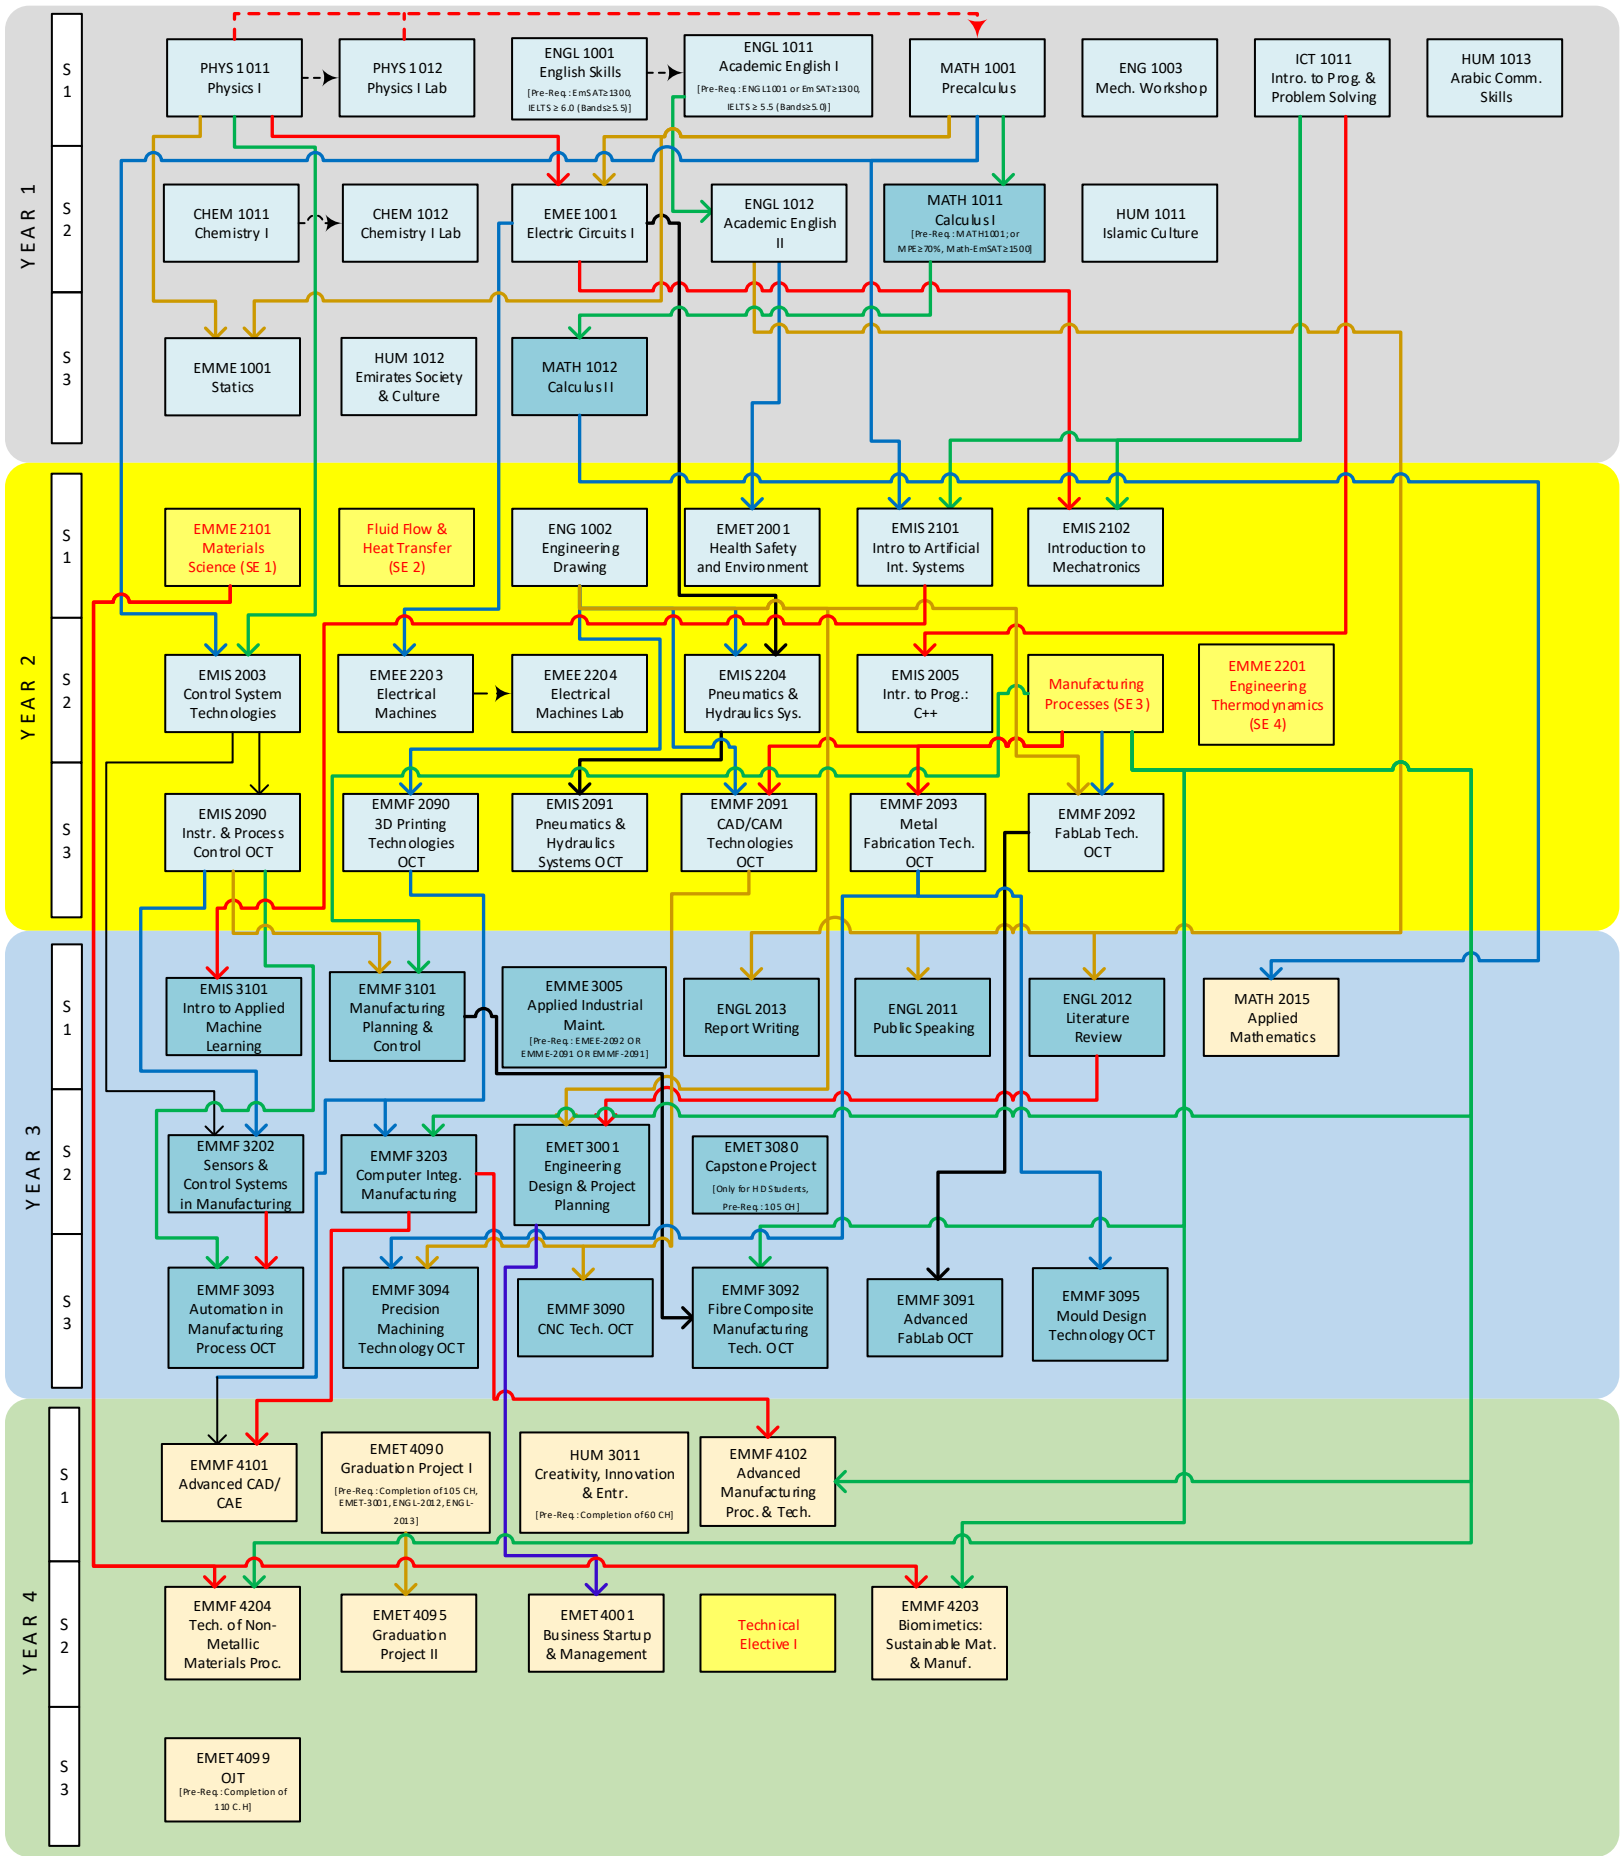 YEAR 1
S
1
PHYS 1011
Physics I
PHYS 1012
Physics I Lab
ENGL 1001
English Skills
[Pre-Req.: EmSAT≥1300,
IELTS ≥ 6.0 (Bands≥5.5)]
ENGL 1011
Academic English I
[Pre-Req.: ENGL1001 or EmSAT≥1300,
IELTS ≥ 5.5 (Bands≥5.0)]
MATH 1001
Precalculus
ENG 1003
Mech. Workshop
ICT 1011
Intro. to Prog. &
Problem Solving
HUM 1013
Arabic Comm.
Skills
S
2
CHEM 1011
Chemistry I
CHEM 1012
Chemistry I Lab
EMEE 1001
Electric Circuits I
ENGL 1012
Academic English
II
MATH 1011
Calculus I
[Pre-Req.: MATH1001; or
MPE≥70%, Math-EmSAT≥1500]
HUM 1011
Islamic Culture
S
3
EMME 1001
Statics
HUM 1012
Emirates Society
& Culture
MATH 1012
Calculus II
YEAR 2
S
1
EMME 2101
Materials
Science (SE 1)
Fluid Flow &
Heat Transfer
(SE 2)
ENG 1002
Engineering
Drawing
EMET 2001
Health Safety
and Environment
EMIS 2101
Intro to Artificial
Int. Systems
EMIS 2102
Introduction to
Mechatronics
S
2
EMIS 2003
Control System
Technologies
EMEE 2203
Electrical
Machines
EMEE 2204
Electrical
Machines Lab
EMIS 2204
Pneumatics &
Hydraulics Sys.
EMIS 2005
Intr. to Prog.:
C++
Manufacturing
Processes (SE 3)
EMME 2201
Engineering
Thermodynamics
(SE 4)
S
3
EMIS 2090
Instr. & Process
Control OCT
EMMF 2090
3D Printing
Technologies
OCT
EMIS 2091
Pneumatics &
Hydraulics
Systems OCT
EMMF 2091
CAD/CAM
Technologies
OCT
EMMF 2093
Metal
Fabrication Tech.
OCT
EMMF 2092
FabLab Tech.
OCT
YEAR 3
S
1
EMIS 3101
Intro to Applied
Machine
Learning
EMMF 3101
Manufacturing
Planning &
Control
EMME 3005
Applied Industrial
Maint.
[Pre-Req.: EMEE-2092 OR
EMME-2091 OR EMMF-2091]
ENGL 2013
Report Writing
ENGL 2011
Public Speaking
ENGL 2012
Literature
Review
MATH 2015
Applied
Mathematics
S
2
EMMF 3202
Sensors &
Control Systems
in Manufacturing
EMMF 3203
Computer Integ.
Manufacturing
EMET 3001
Engineering
Design & Project
Planning
EMET 3080
Capstone Project
[Only for HD Students,
Pre-Req.: 105 CH]
S
3
EMMF 3093
Automation in
Manufacturing
Process OCT
EMMF 3094
Precision
Machining
Technology OCT
EMMF 3090
CNC Tech. OCT
EMMF 3092
Fibre Composite
Manufacturing
Tech. OCT
EMMF 3091
Advanced
FabLab OCT
EMMF 3095
Mould Design
Technology OCT
YEAR 4
S
1
EMMF 4101
Advanced CAD/
CAE
EMET 4090
Graduation Project I
[Pre-Req.: Completion of 105 CH,
EMET-3001, ENGL-2012, ENGL-
2013]
HUM 3011
Creativity, Innovation
& Entr.
[Pre-Req.: Completion of 60 CH]
EMMF 4102
Advanced
Manufacturing
Proc. & Tech.
S
2
EMMF 4204
Tech. of Non-
Metallic
Materials Proc.
EMET 4095
Graduation
Project II
EMET 4001
Business Startup
& Management
Technical
Elective I
EMMF 4203
Biomimetics:
Sustainable Mat.
& Manuf.
S
3
EMET 4099
OJT
[Pre-Req.: Completion of
110 C.H]